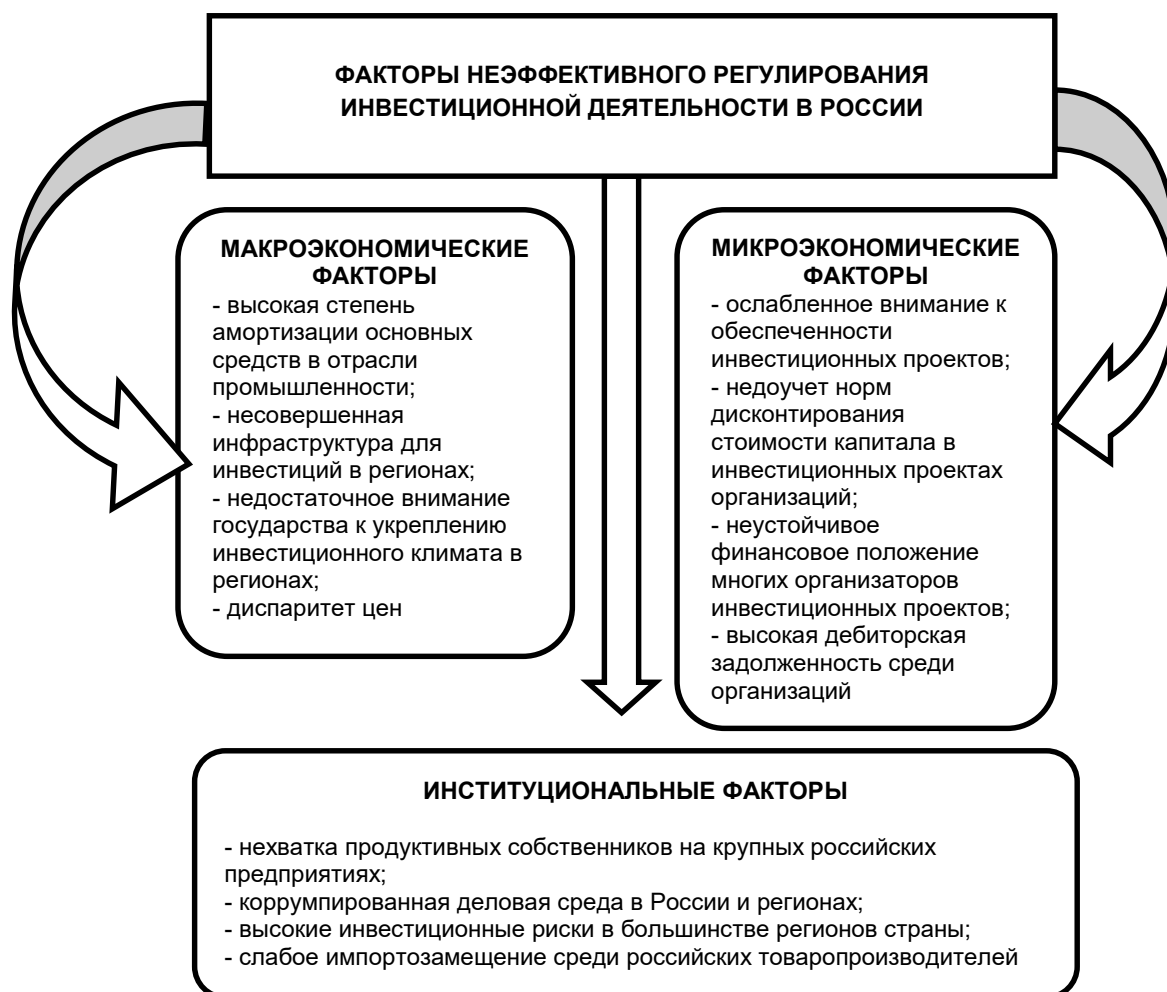 ФАКТОРЫ НЕЭФФЕКТИВНОГО РЕГУЛИРОВАНИЯ
ИНВЕСТИЦИОННОЙ ДЕЯТЕЛЬНОСТИ В РОССИИ
МАКРОЭКОНОМИЧЕСКИЕ
ФАКТОРЫ
- высокая степень
амортизации основных
средств в отрасли
промышленности;
- несовершенная
инфраструктура для
инвестиций в регионах;
- недостаточное внимание
государства к укреплению
инвестиционного климата в
регионах;
- диспаритет цен
МИКРОЭКОНОМИЧЕСКИЕ
ФАКТОРЫ
- ослабленное внимание к
обеспеченности
инвестиционных проектов;
- недоучет норм
дисконтирования
стоимости капитала в
инвестиционных проектах
организаций;
- неустойчивое
финансовое положение
многих организаторов
инвестиционных проектов;
- высокая дебиторская
задолженность среди
организаций
ИНСТИТУЦИОНАЛЬНЫЕ ФАКТОРЫ
- нехватка продуктивных собственников на крупных российских
предприятиях;
- коррумпированная деловая среда в России и регионах;
- высокие инвестиционные риски в большинстве регионов страны;
- слабое импортозамещение среди российских товаропроизводителей